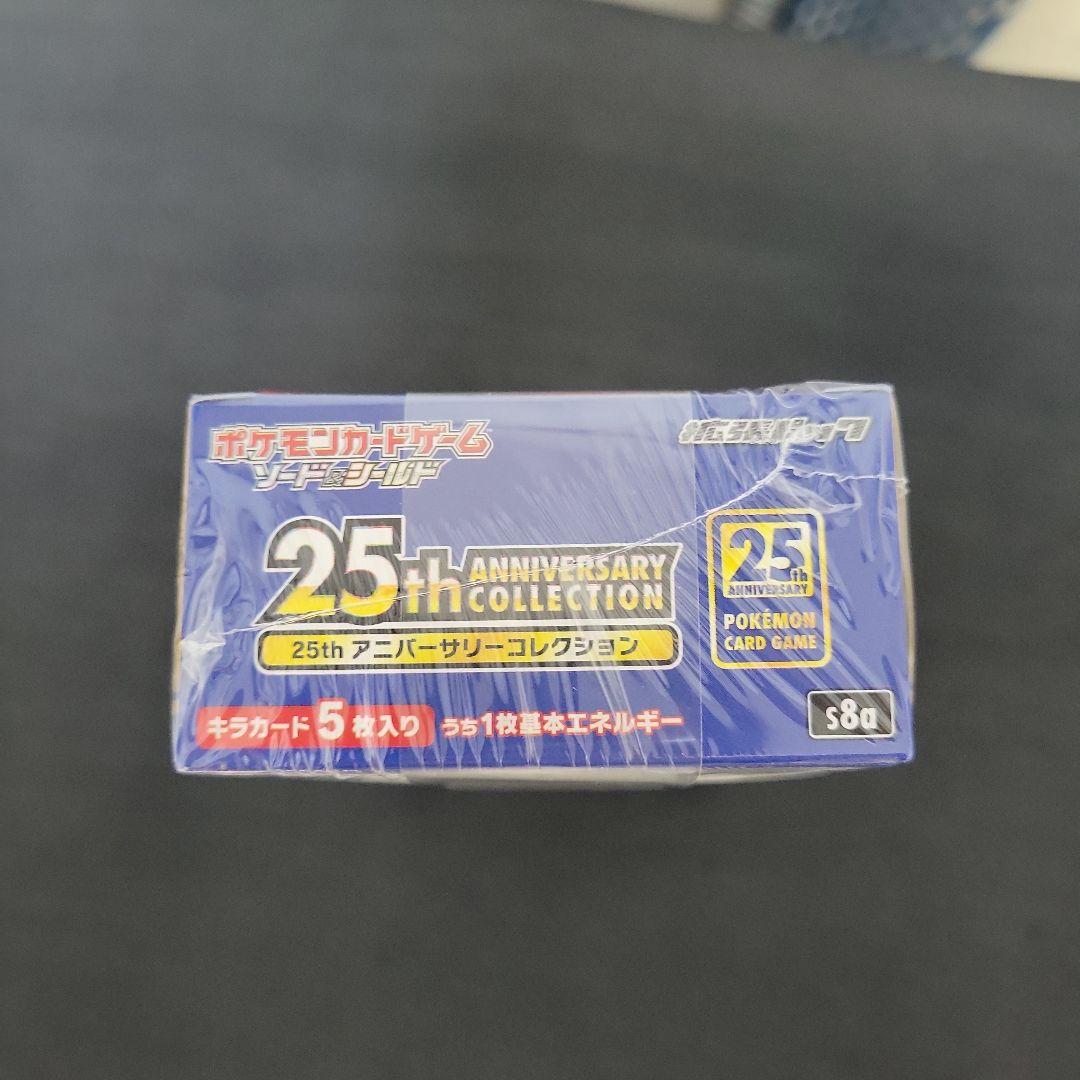 ポケモンカードゲーム
ソード&シールド
拡張パック
25th ANNIVERSARY
COLLECTION
25th アニバーサリーコレクション
25th
ANNIVERSARY
POKÉMON
CARD GAME
キラカード 5 枚入り うち1枚基本エネルギー
s8a